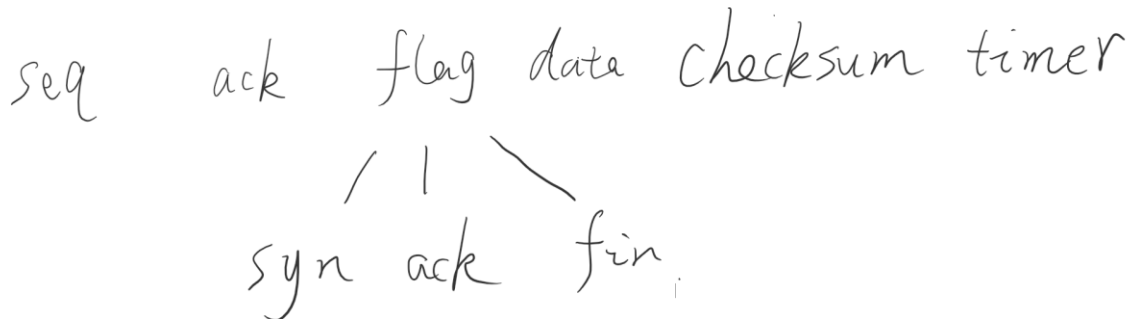 seq ack flag data checksum timer
syn ack fin